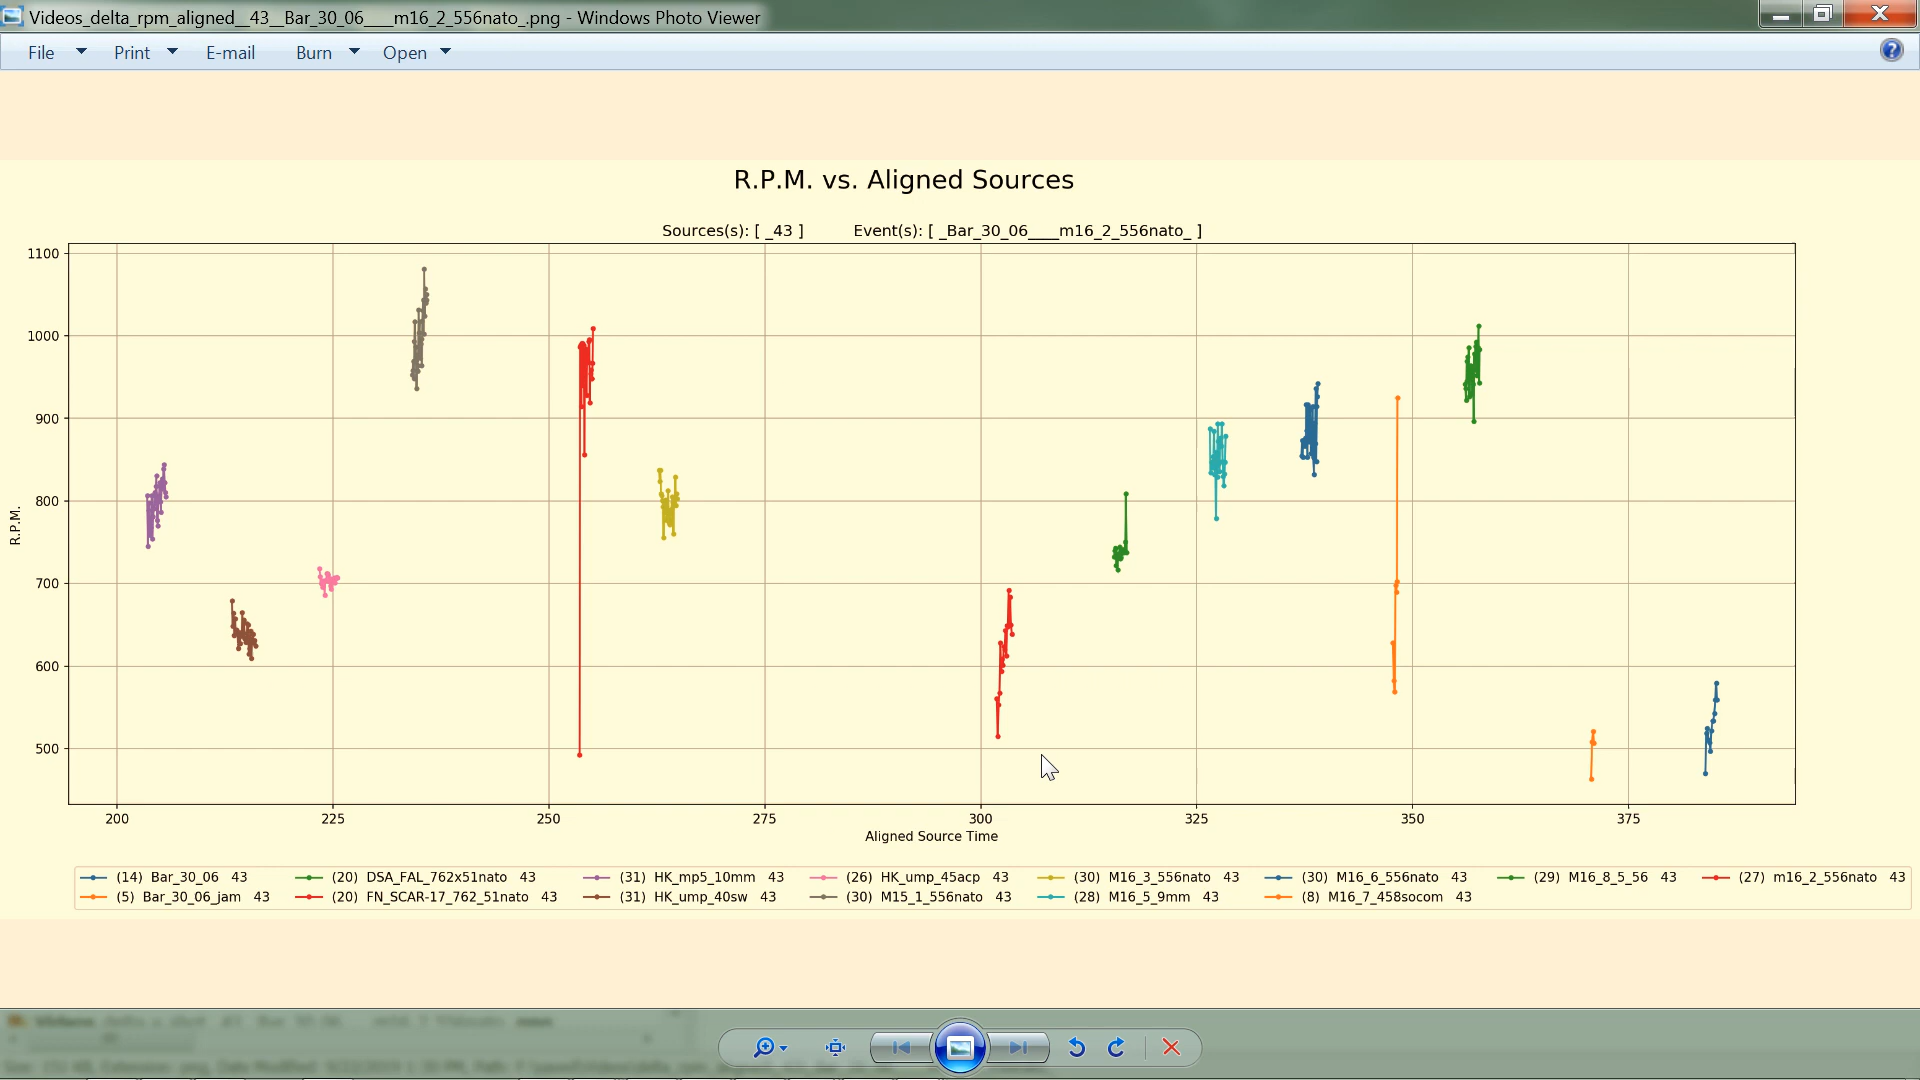 Videos_delta_rpm_aligned__43__Bar_30_06____m16_2_556nato_.png - Windows Photo Viewer
File Print E-mail Burn Open
R.P.M. vs. Aligned Sources
Sources(s): [ _43 ] Event(s): [ _Bar_30_06____m16_2_556nato_ ]
1100
1000
900
800
700
600
500
R.P.M.
200 225 250 275 300 325 350 375
Aligned Source Time
(14) Bar_30_06 43 (20) DSA_FAL_762x51nato 43 (31) HK_mp5_10mm 43 (26) HK_ump_45acp 43 (30) M16_3_556nato 43 (30) M16_6_556nato 43 (29) M16_8_5_56 43 (27) m16_2_556nato 43
(5) Bar_30_06_jam 43 (20) FN_SCAR-17_762_51nato 43 (31) HK_ump_40sw 43 (30) M15_1_556nato 43 (28) M16_5_9mm 43 (8) M16_7_458socom 43